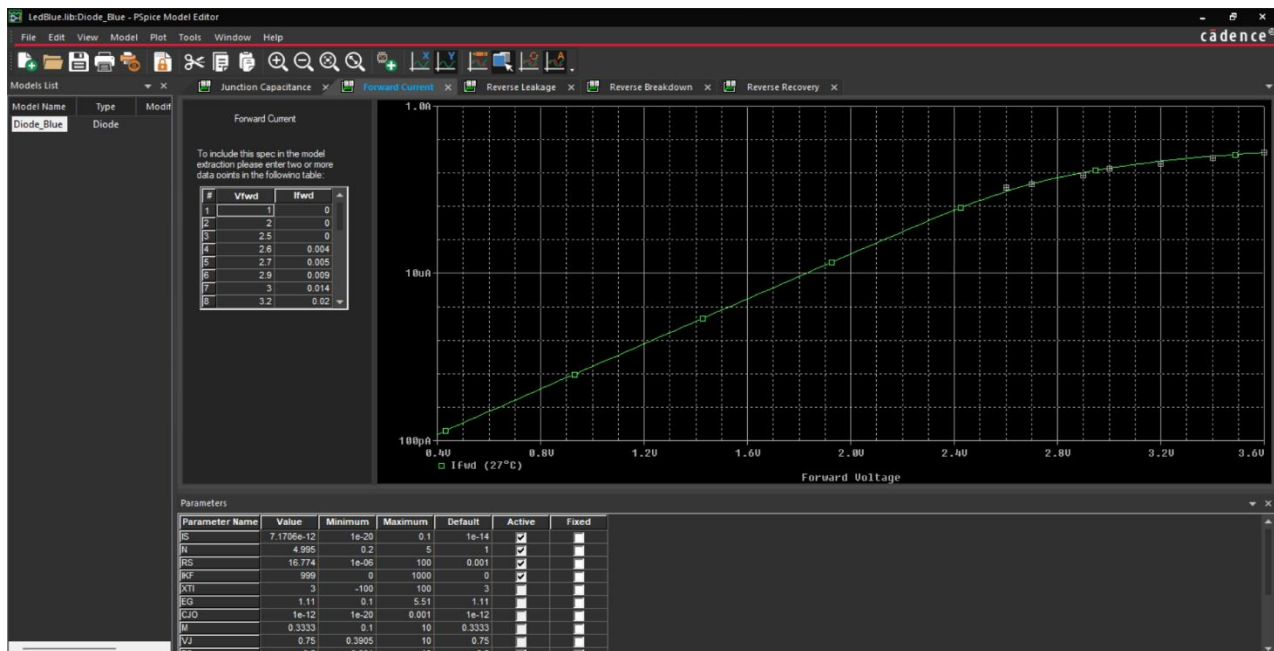 LedBlue.lib:Diode_Blue - PSpice Model Editor
File Edit View Model Plot Tools Window Help
cādence®
Models List
Model Name Type Modif
Diode_Blue Diode
Junction Capacitance Forward Current Reverse Leakage Reverse Breakdown Reverse Recovery
Forward Current
To include this spec in the model
extraction please enter two or more
data points in the following table:
# Vfwd Ifwd
1 1 0
2 2 0
3 2.5 0
4 2.6 0.004
5 2.7 0.005
6 2.9 0.009
7 3 0.014
8 3.2 0.02
1.0A
10uA
100pA
0.4V 0.8V 1.2V 1.6V 2.0V 2.4V 2.8V 3.2V 3.6V
Ifwd (27°C)
Forward Voltage
Parameters
Parameter Name Value Minimum Maximum Default Active Fixed
IS 7.1706e-12 1e-20 0.1 1e-14
N 4.995 0.2 5 1
RS 16.774 1e-06 100 0.001
IKF 999 0 1000 0
XTI 3 -100 100 3
EG 1.11 0.1 5.51 1.11
CJO 1e-12 1e-20 0.001 1e-12
M 0.3333 0.1 10 0.3333
VJ 0.75 0.3905 10 0.75